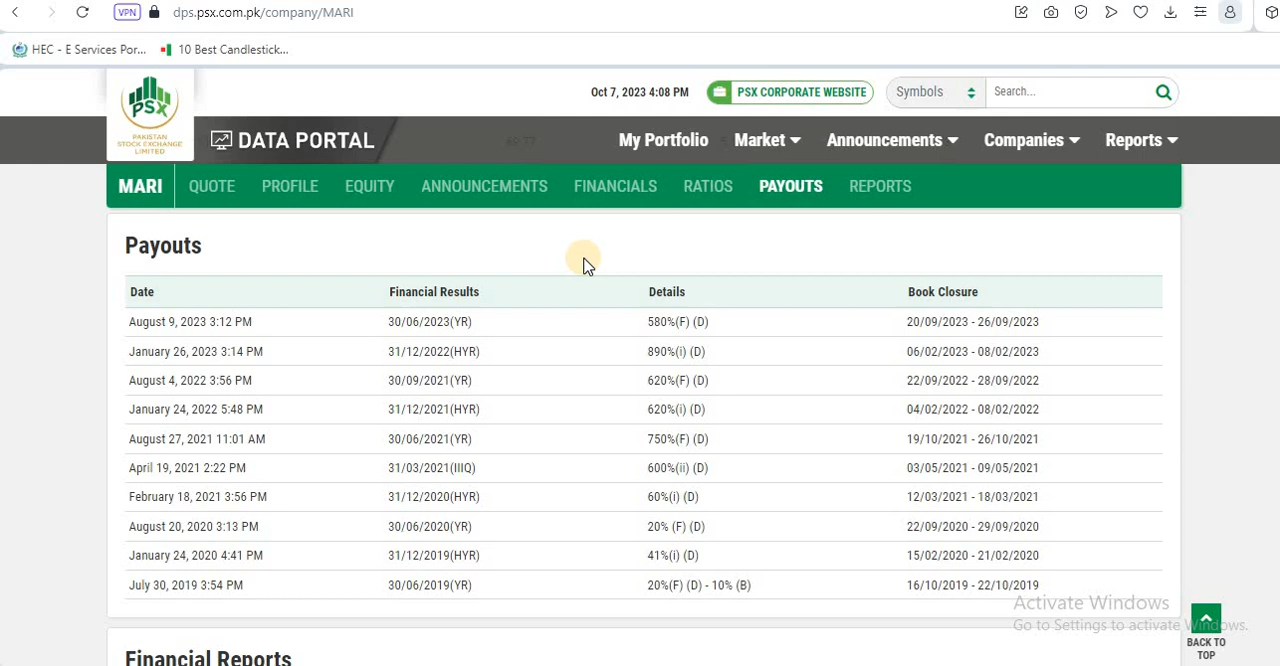 VPN dps.psx.com.pk/company/MARI
HEC - E Services Por... 10 Best Candlestick...
PSX
PAKISTAN
STOCK EXCHANGE
LIMITED
Oct 7, 2023 4:08 PM PSX CORPORATE WEBSITE Symbols Search...
DATA PORTAL My Portfolio Market Announcements Companies Reports
MARI QUOTE PROFILE EQUITY ANNOUNCEMENTS FINANCIALS RATIOS PAYOUTS REPORTS
Payouts
Date Financial Results Details Book Closure
August 9, 2023 3:12 PM 30/06/2023(YR) 580%(F) (D) 20/09/2023 - 26/09/2023
January 26, 2023 3:14 PM 31/12/2022(HYR) 890%(i) (D) 06/02/2023 - 08/02/2023
August 4, 2022 3:56 PM 30/09/2021(YR) 620%(F) (D) 22/09/2022 - 28/09/2022
January 24, 2022 5:48 PM 31/12/2021(HYR) 620%(i) (D) 04/02/2022 - 08/02/2022
August 27, 2021 11:01 AM 30/06/2021(YR) 750%(F) (D) 19/10/2021 - 26/10/2021
April 19, 2021 2:22 PM 31/03/2021(IIIQ) 600%(ii) (D) 03/05/2021 - 09/05/2021
February 18, 2021 3:56 PM 31/12/2020(HYR) 60%(i) (D) 12/03/2021 - 18/03/2021
August 20, 2020 3:13 PM 30/06/2020(YR) 20% (F) (D) 22/09/2020 - 29/09/2020
January 24, 2020 4:41 PM 31/12/2019(HYR) 41%(i) (D) 15/02/2020 - 21/02/2020
July 30, 2019 3:54 PM 30/06/2019(YR) 20%(F) (D) - 10% (B) 16/10/2019 - 22/10/2019
Activate Windows
Go to Settings to activate Windows.
BACK TO
TOP
Financial Reports